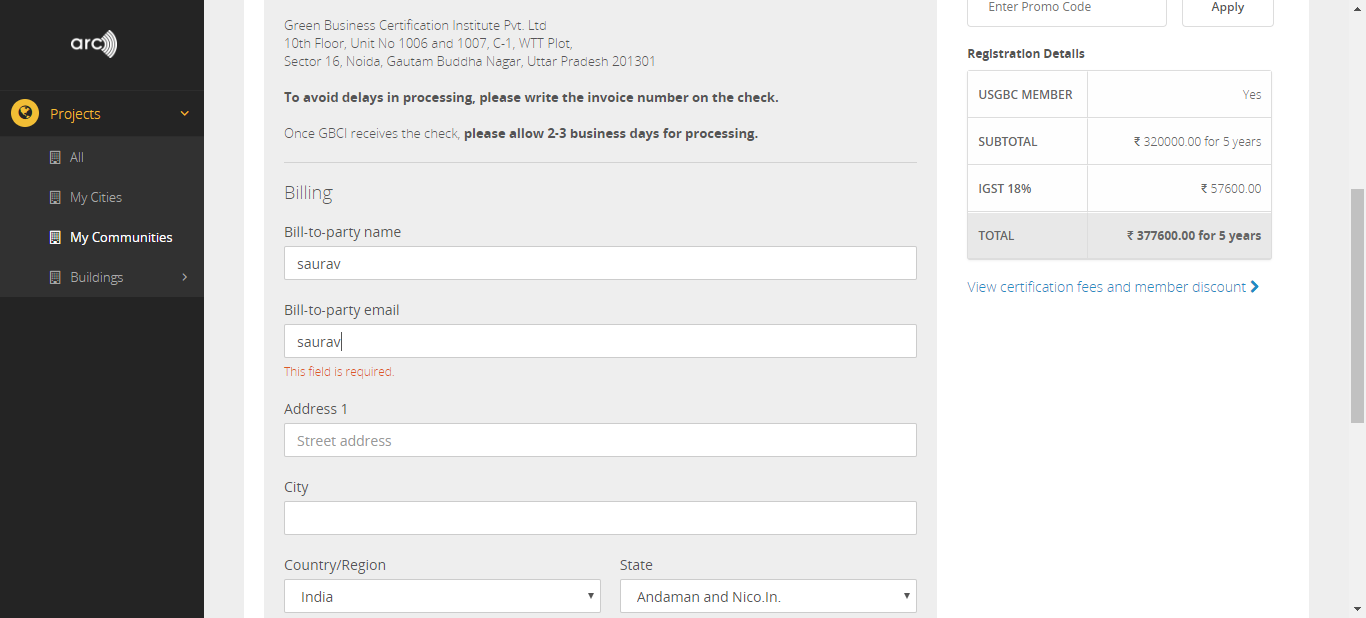 arc
Projects
All
My Cities
My Communities
Buildings
Green Business Certification Institute Pvt. Ltd
10th Floor, Unit No 1006 and 1007, C-1, WTT Plot,
Sector 16, Noida, Gautam Buddha Nagar, Uttar Pradesh 201301
To avoid delays in processing, please write the invoice number on the check.
Once GBCI receives the check, please allow 2-3 business days for processing.
Billing
Bill-to-party name
saurav
Bill-to-party email
saurav
This field is required.
Address 1
Street address
City
Country/Region State
India Andaman and Nico.In.
Enter Promo Code Apply
Registration Details
USGBC MEMBER Yes
SUBTOTAL ₹ 320000.00 for 5 years
IGST 18% ₹ 57600.00
TOTAL ₹ 377600.00 for 5 years
View certification fees and member discount